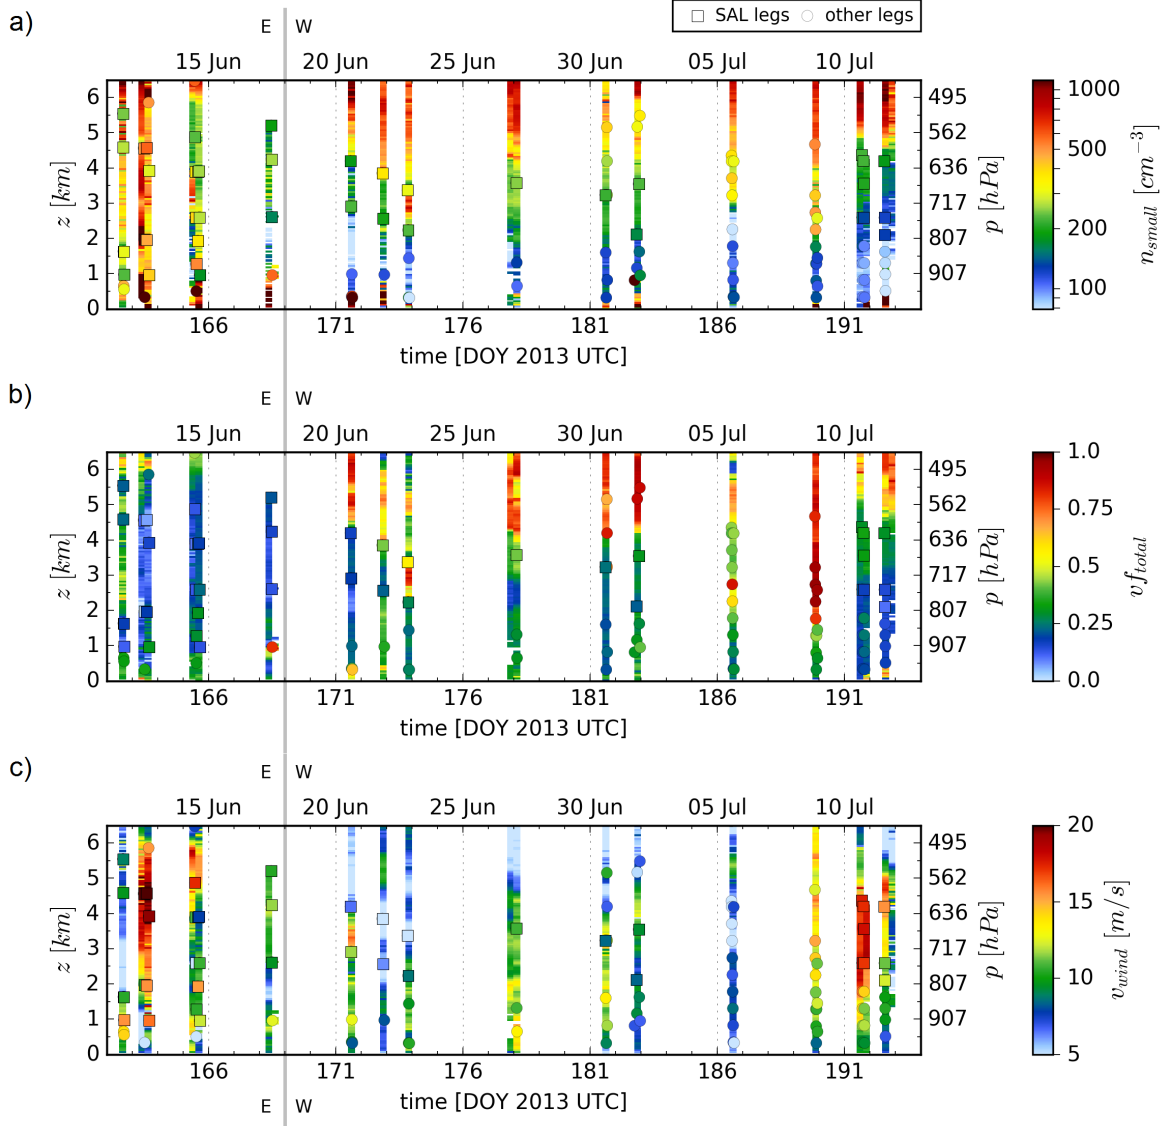 a)
E W
SAL legs other legs
15 Jun 20 Jun 25 Jun 30 Jun 05 Jul 10 Jul
6 5 4 3 2 1 0
z [km]
495 562 636 717 807 907
p [hPa]
1000 500 200 100
n_small [cm^−3]
166 171 176 181 186 191
time [DOY 2013 UTC]
b)
E W
15 Jun 20 Jun 25 Jun 30 Jun 05 Jul 10 Jul
6 5 4 3 2 1 0
z [km]
495 562 636 717 807 907
p [hPa]
1.0 0.75 0.5 0.25 0.0
vf_total
166 171 176 181 186 191
time [DOY 2013 UTC]
c)
E W
15 Jun 20 Jun 25 Jun 30 Jun 05 Jul 10 Jul
6 5 4 3 2 1 0
z [km]
495 562 636 717 807 907
p [hPa]
20 15 10 5
v_wind [m/s]
166 171 176 181 186 191
time [DOY 2013 UTC]
E W